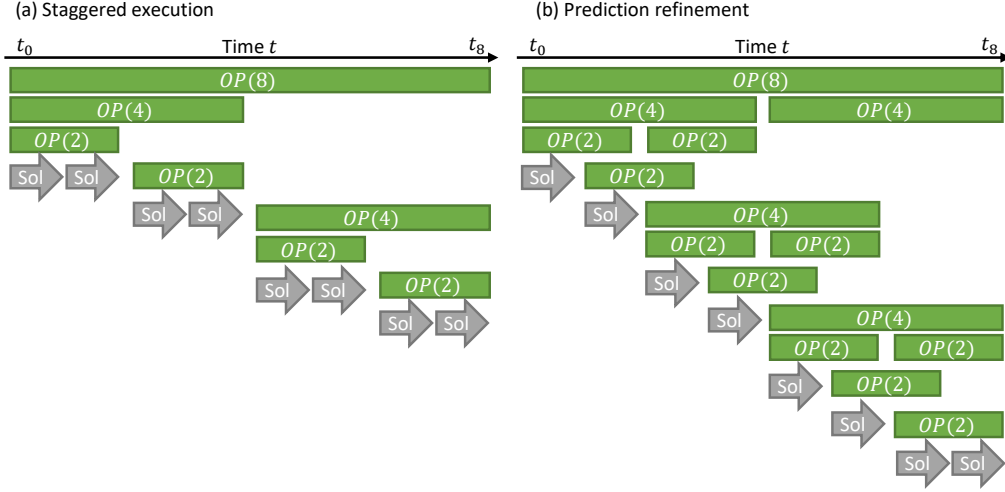 (a) Staggered execution
t₀ Time t t₈
OP(8)
OP(4)
OP(2)
Sol Sol OP(2)
Sol Sol OP(4)
OP(2)
Sol Sol OP(2)
Sol Sol
(b) Prediction refinement
t₀ Time t t₈
OP(8)
OP(4) OP(4)
OP(2) OP(2)
Sol OP(2)
Sol OP(4)
OP(2) OP(2)
Sol OP(2)
Sol OP(4)
OP(2) OP(2)
Sol OP(2)
Sol OP(2)
Sol Sol